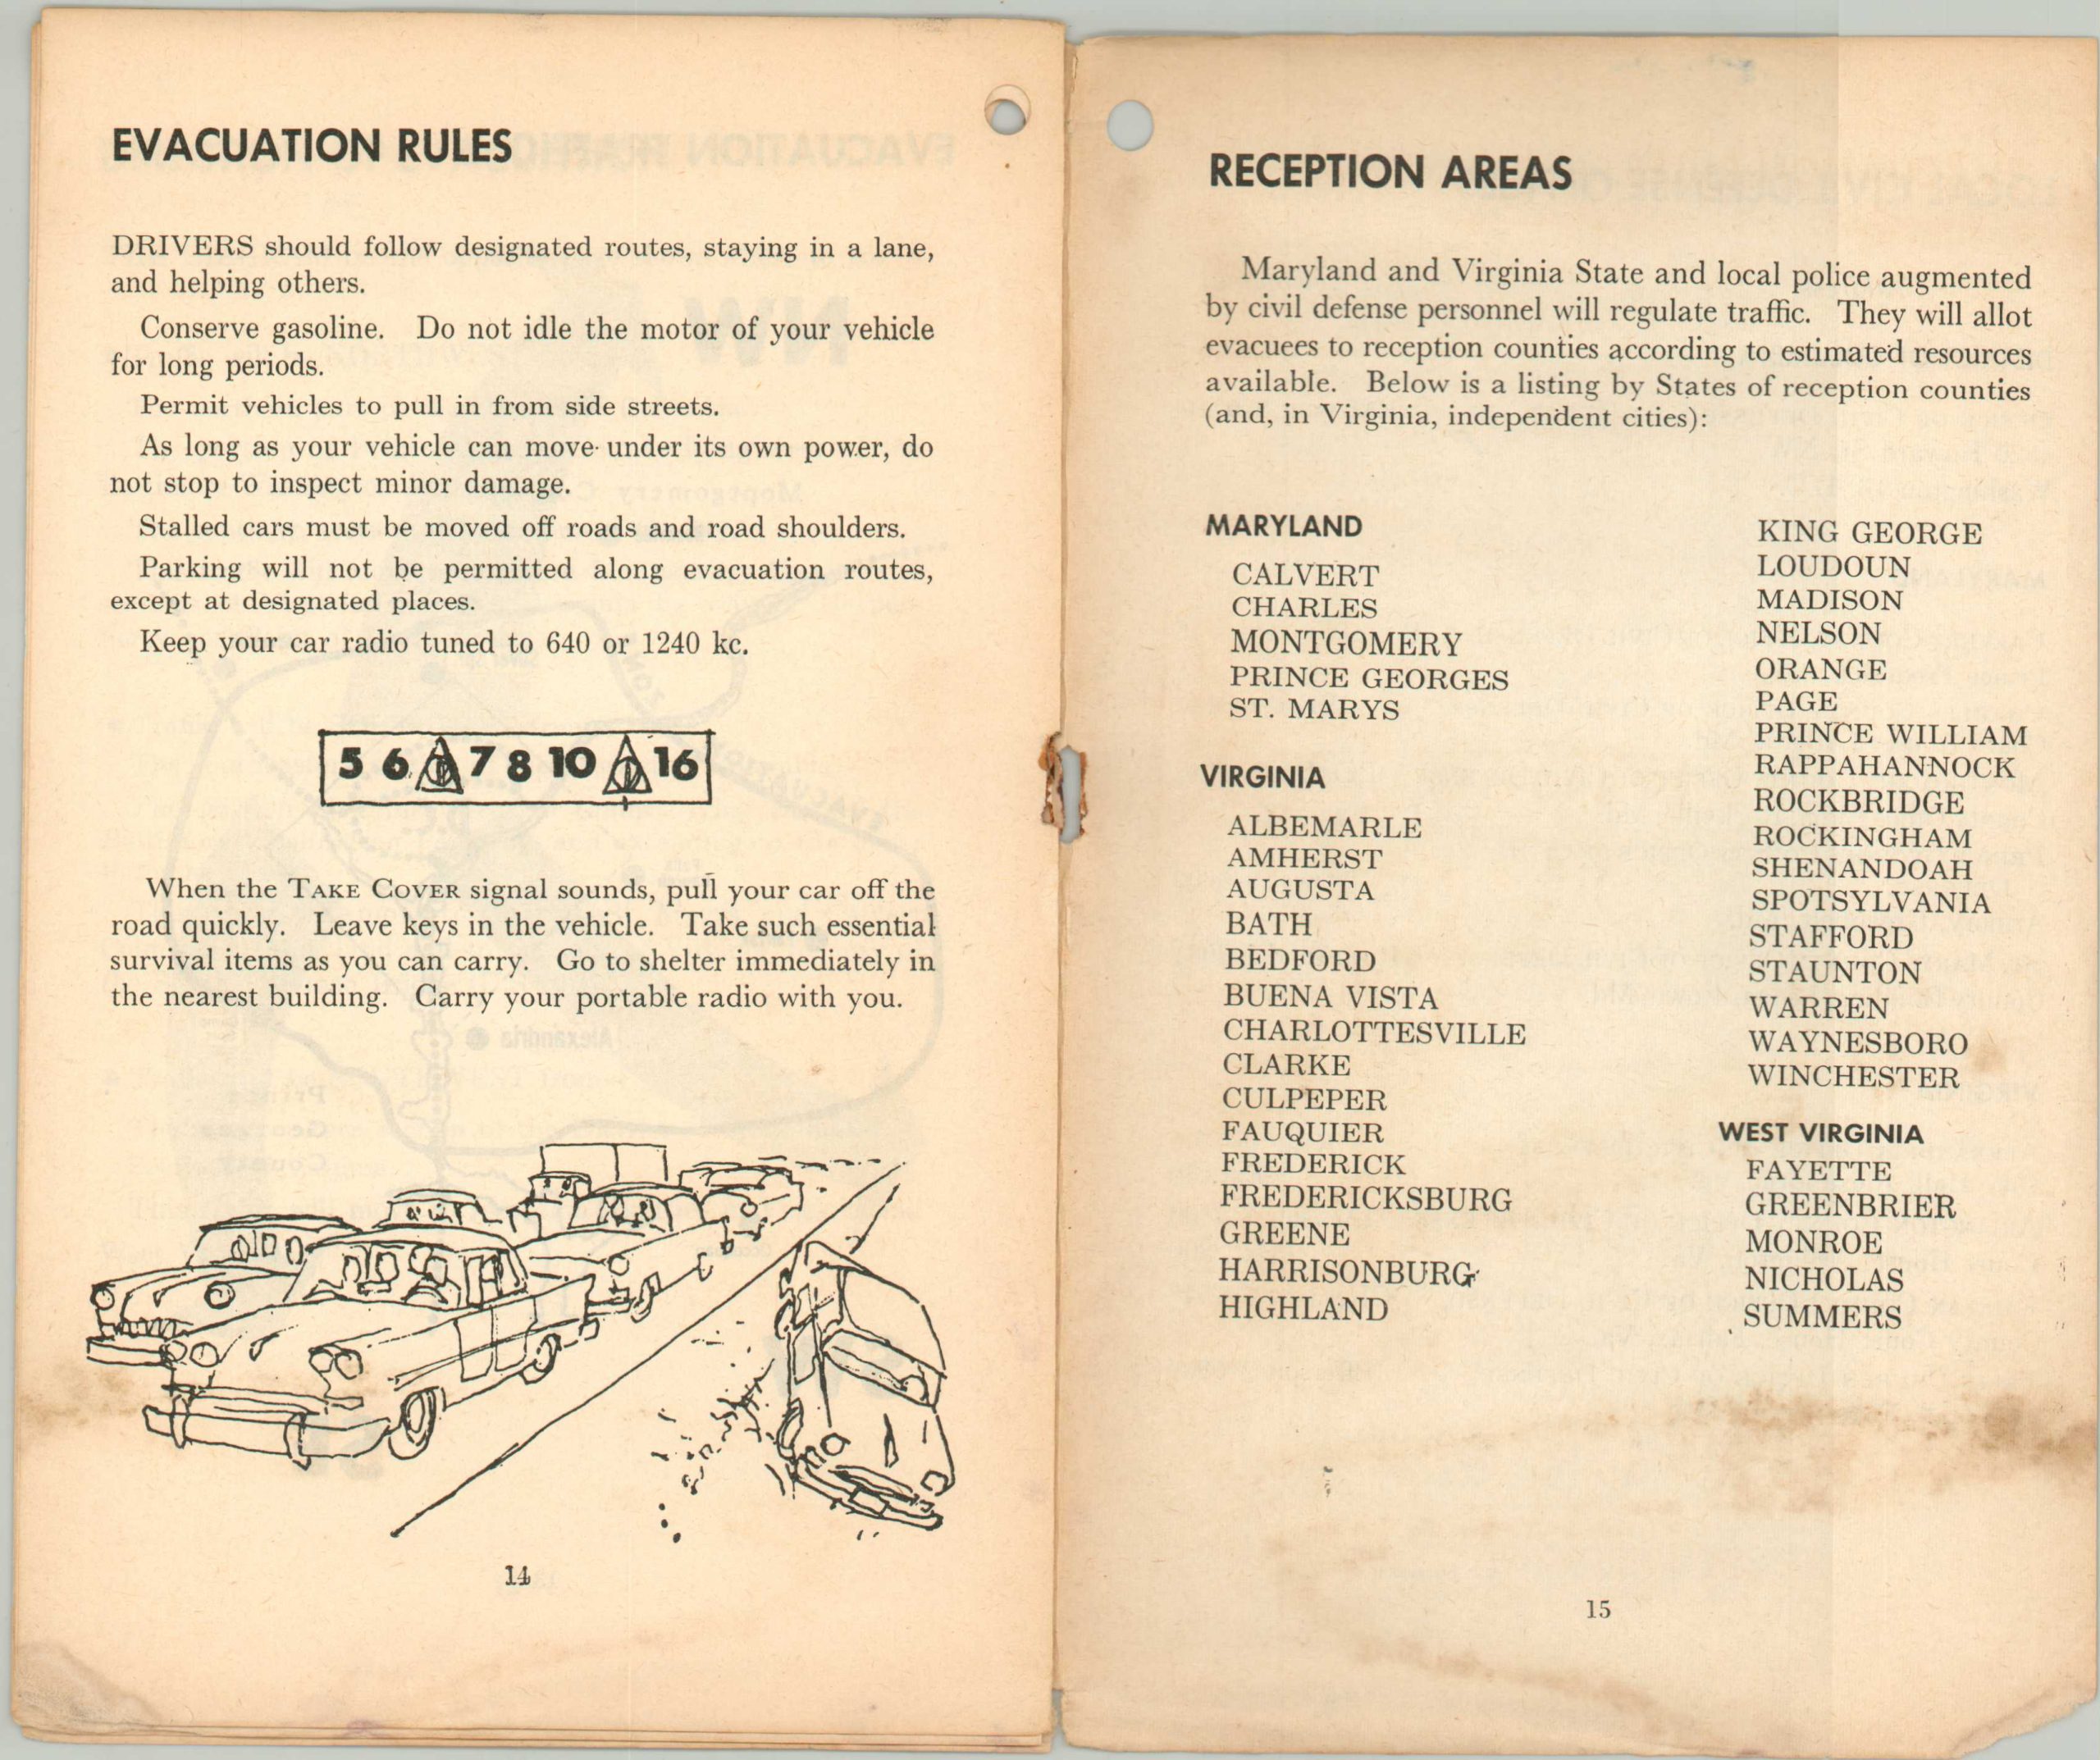 EVACUATION RULES
DRIVERS should follow designated routes, staying in a lane,
and helping others.
Conserve gasoline. Do not idle the motor of your vehicle
for long periods.
Permit vehicles to pull in from side streets.
As long as your vehicle can move under its own power, do
not stop to inspect minor damage.
Stalled cars must be moved off roads and road shoulders.
Parking will not be permitted along evacuation routes,
except at designated places.
Keep your car radio tuned to 640 or 1240 kc.
5 6 7 8 10 16
When the TAKE COVER signal sounds, pull your car off the
road quickly. Leave keys in the vehicle. Take such essential
survival items as you can carry. Go to shelter immediately in
the nearest building. Carry your portable radio with you.
14
RECEPTION AREAS
Maryland and Virginia State and local police augmented
by civil defense personnel will regulate traffic. They will allot
evacuees to reception counties according to estimated resources
available. Below is a listing by States of reception counties
(and, in Virginia, independent cities):
MARYLAND
CALVERT
CHARLES
MONTGOMERY
PRINCE GEORGES
ST. MARYS
VIRGINIA
ALBEMARLE
AMHERST
AUGUSTA
BATH
BEDFORD
BUENA VISTA
CHARLOTTESVILLE
CLARKE
CULPEPER
FAUQUIER
FREDERICK
FREDERICKSBURG
GREENE
HARRISONBURG
HIGHLAND
KING GEORGE
LOUDOUN
MADISON
NELSON
ORANGE
PAGE
PRINCE WILLIAM
RAPPAHANNOCK
ROCKBRIDGE
ROCKINGHAM
SHENANDOAH
SPOTSYLVANIA
STAFFORD
STAUNTON
WARREN
WAYNESBORO
WINCHESTER
WEST VIRGINIA
FAYETTE
GREENBRIER
MONROE
NICHOLAS
SUMMERS
15